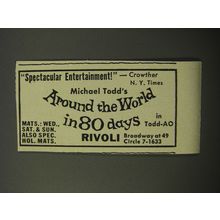 "Spectacular Entertainment!" — Crowther
N. Y. Times
Michael Todd's
Around the World
in 80 days in Todd-AO
MATS.: WED.,
SAT. & SUN.
ALSO SPEC.
HOL. MATS.
RIVOLI Broadway at 49
Circle 7-1633